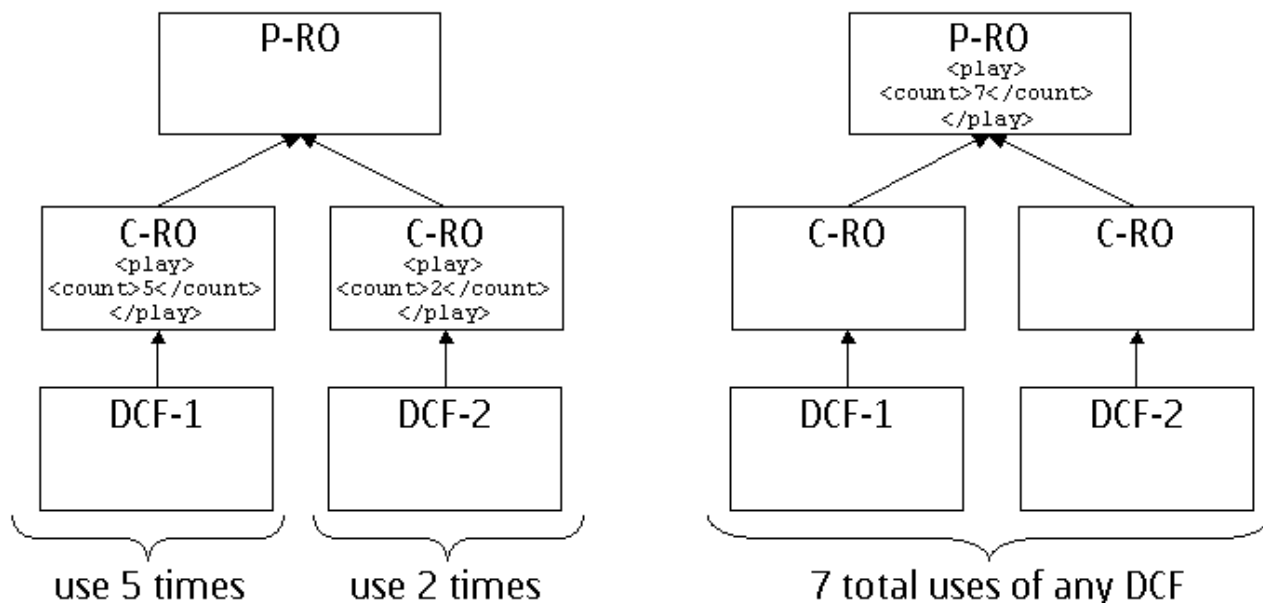 P-RO
P-RO
<play>
<count>7</count>
</play>
C-RO
<play>
<count>5</count>
</play>
C-RO
<play>
<count>2</count>
</play>
C-RO
C-RO
DCF-1
DCF-2
DCF-1
DCF-2
use 5 times
use 2 times
7 total uses of any DCF